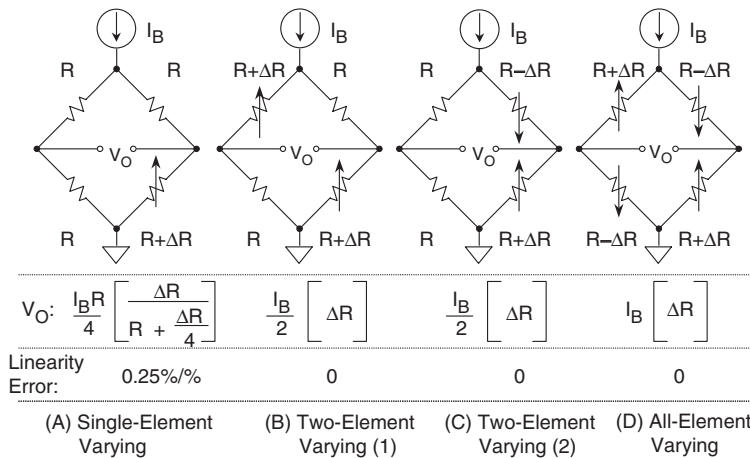 I_B I_B I_B I_B
R R R+ΔR R R R−ΔR R+ΔR R−ΔR
V_O V_O V_O V_O
R R+ΔR R R+ΔR R R+ΔR R−ΔR R+ΔR
V_O: I_B R / 4 [ ΔR / (R + ΔR/4) ] I_B / 2 [ ΔR ] I_B / 2 [ ΔR ] I_B [ ΔR ]
Linearity
Error: 0.25%/% 0 0 0
(A) Single-Element (B) Two-Element (C) Two-Element (D) All-Element
Varying Varying (1) Varying (2) Varying